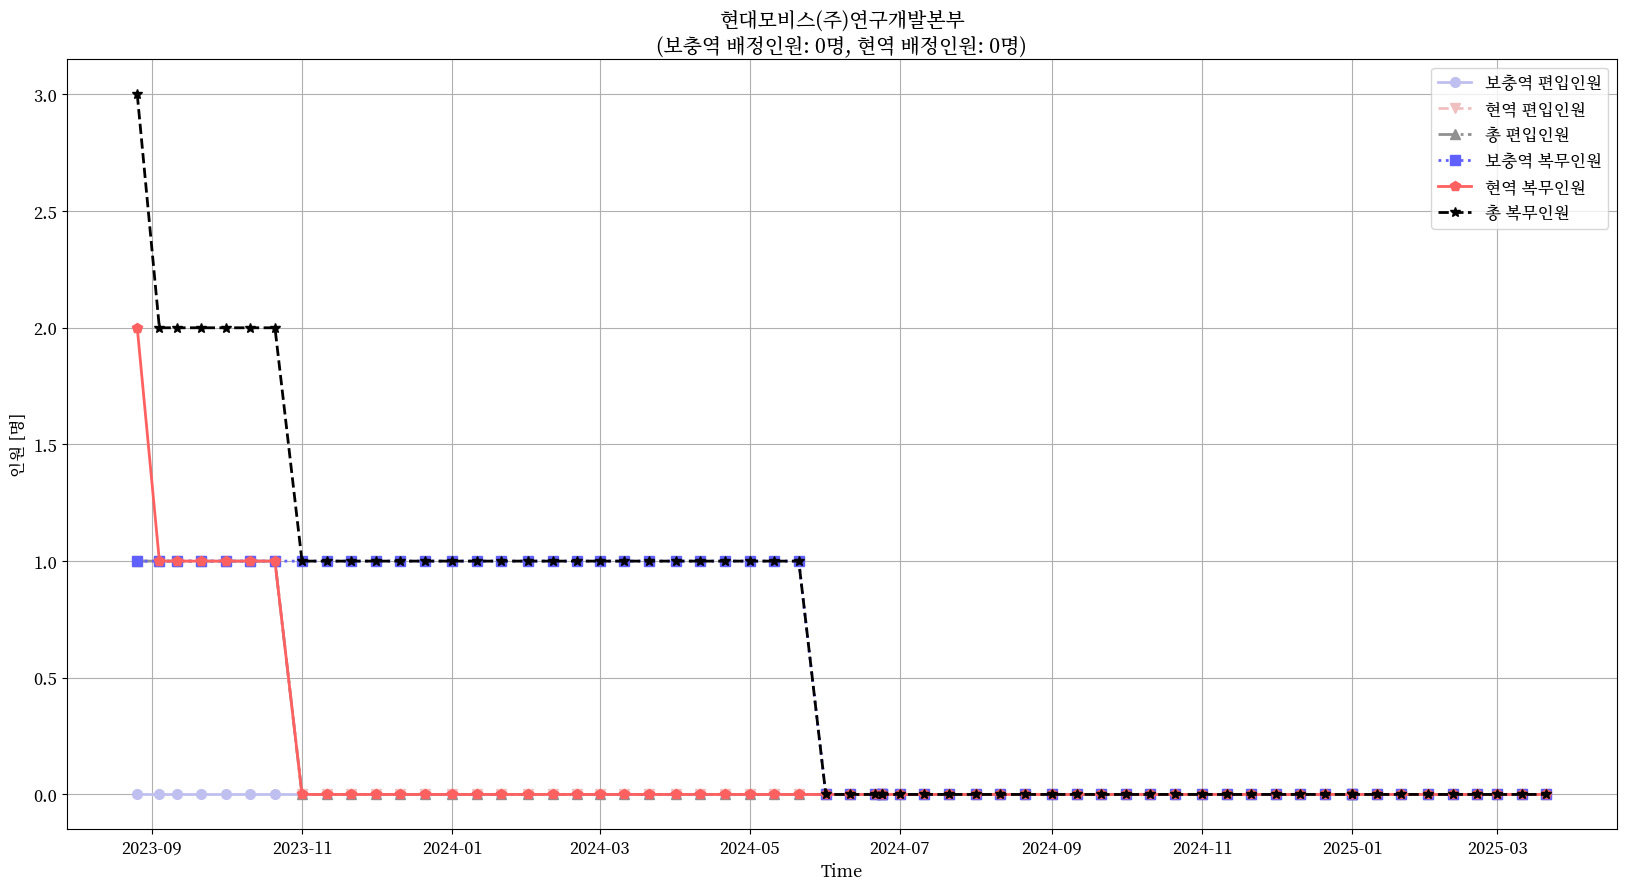 현대모비스(주)연구개발본부
(보충역 배정인원: 0명, 현역 배정인원: 0명)
보충역 편입인원
현역 편입인원
총 편입인원
보충역 복무인원
현역 복무인원
총 복무인원
인원 [명]
3.0
2.5
2.0
1.5
1.0
0.5
0.0
2023-09 2023-11 2024-01 2024-03 2024-05 2024-07 2024-09 2024-11 2025-01 2025-03
Time